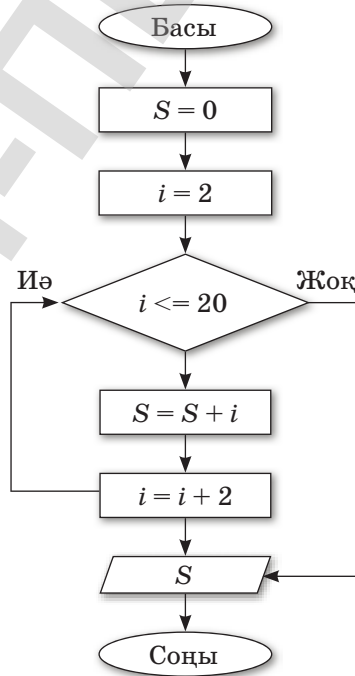 Басы
S = 0
i = 2
Иә
Жоқ
i <= 20
S = S + i
i = i + 2
S
Соңы